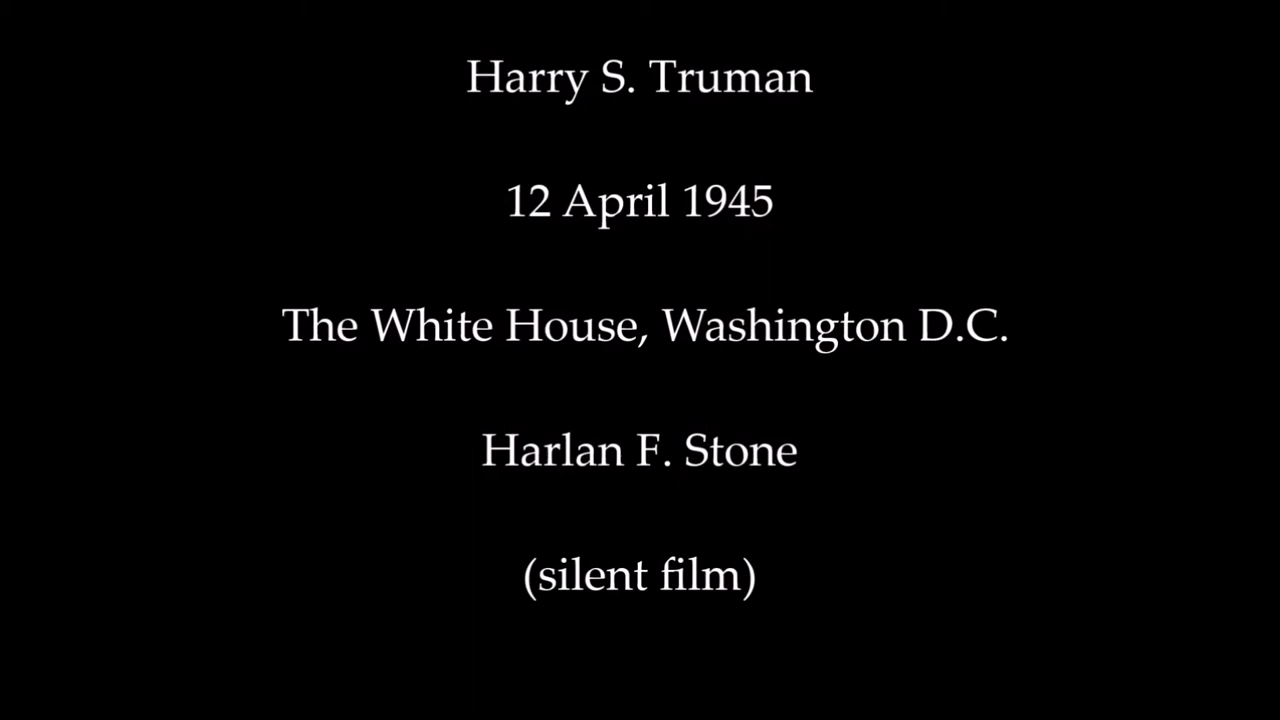 Harry S. Truman
12 April 1945
The White House, Washington D.C.
Harlan F. Stone
(silent film)